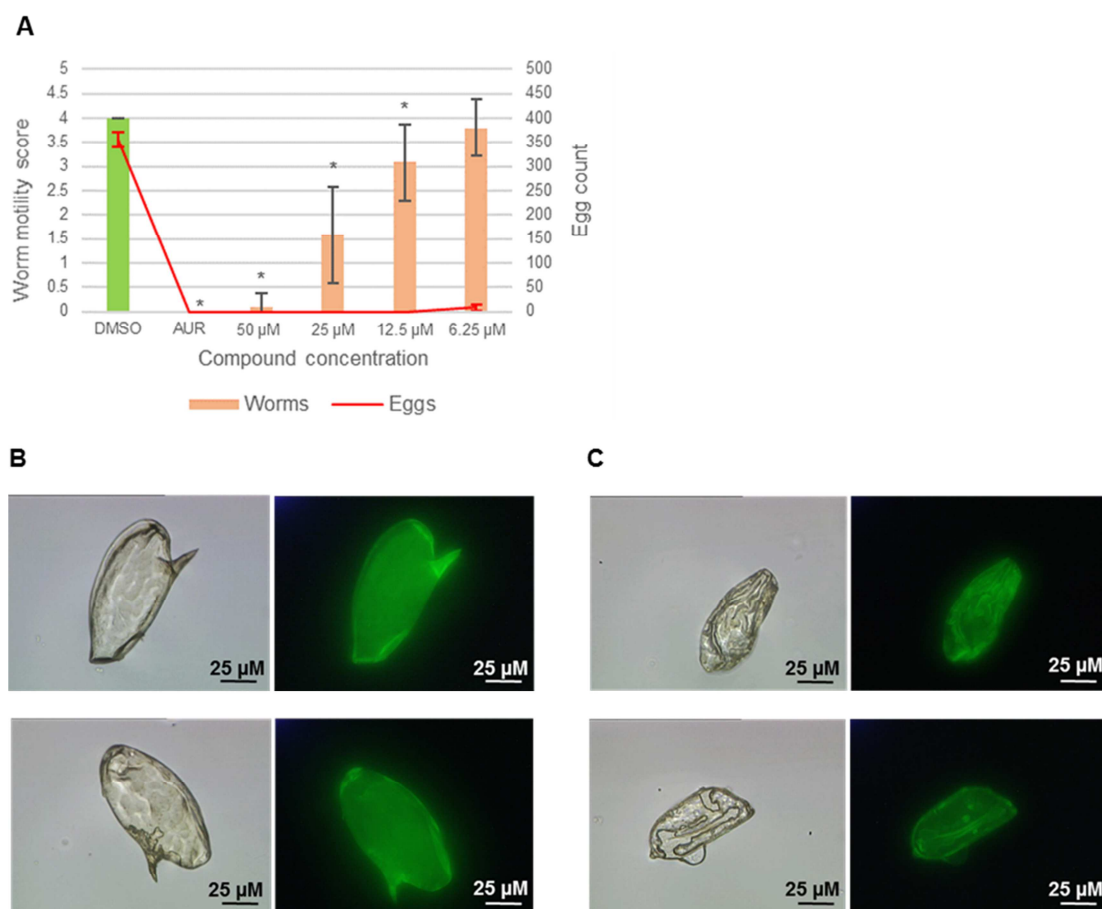 A
5 500
4.5 450
4 400
3.5 350
3 300
2.5 250
2 200
1.5 150
1 100
0.5 50
0 0
Worm motility score
Egg count
* * * *
DMSO AUR 50 µM 25 µM 12.5 µM 6.25 µM
Compound concentration
Worms Eggs
B C
25 µM 25 µM 25 µM 25 µM
25 µM 25 µM 25 µM 25 µM